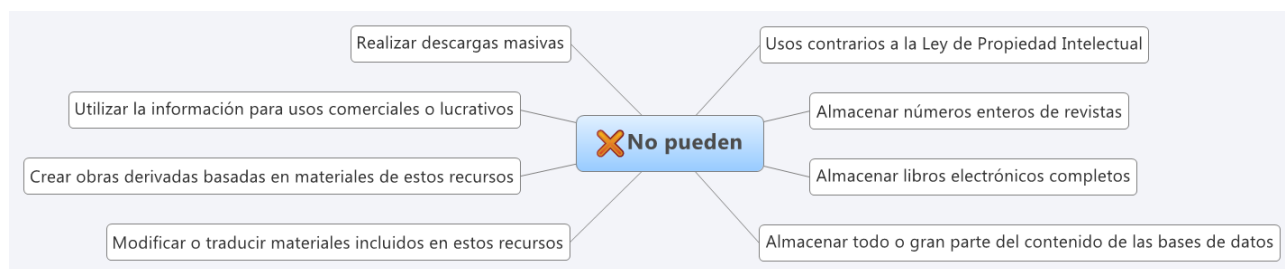 Realizar descargas masivas
Usos contrarios a la Ley de Propiedad Intelectual
Utilizar la información para usos comerciales o lucrativos
Almacenar números enteros de revistas
No pueden
Crear obras derivadas basadas en materiales de estos recursos
Almacenar libros electrónicos completos
Modificar o traducir materiales incluidos en estos recursos
Almacenar todo o gran parte del contenido de las bases de datos